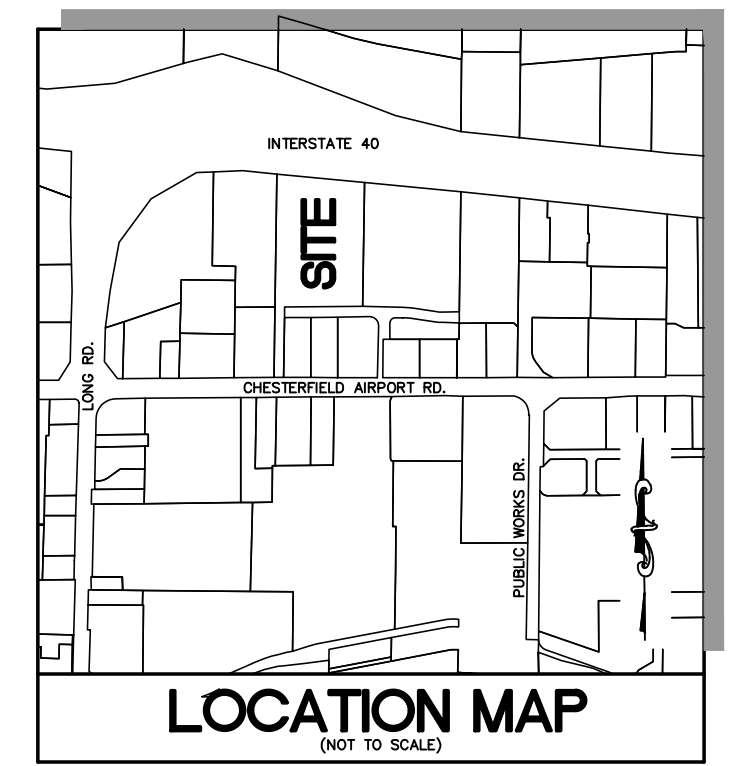 INTERSTATE 40
SITE
LONG RD.
CHESTERFIELD AIRPORT RD.
PUBLIC WORKS DR.
LOCATION MAP
(NOT TO SCALE)